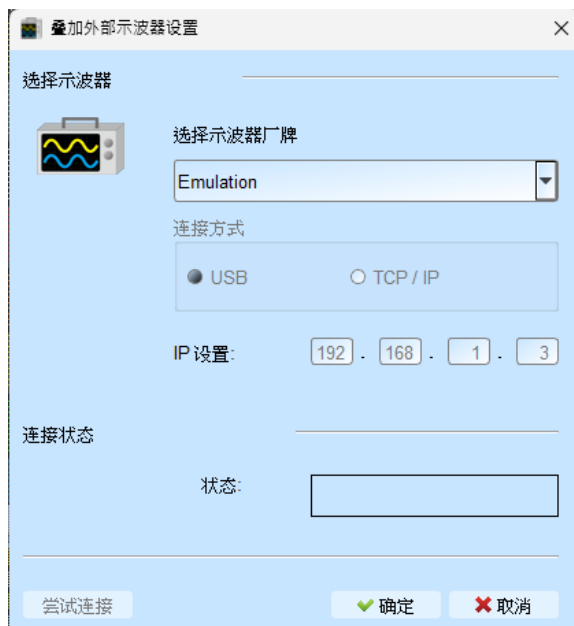 叠加外部示波器设置
选择示波器
选择示波器厂牌
Emulation
连接方式
USB TCP / IP
IP 设置: 192 . 168 . 1 . 3
连接状态
状态:
尝试连接 确定 取消